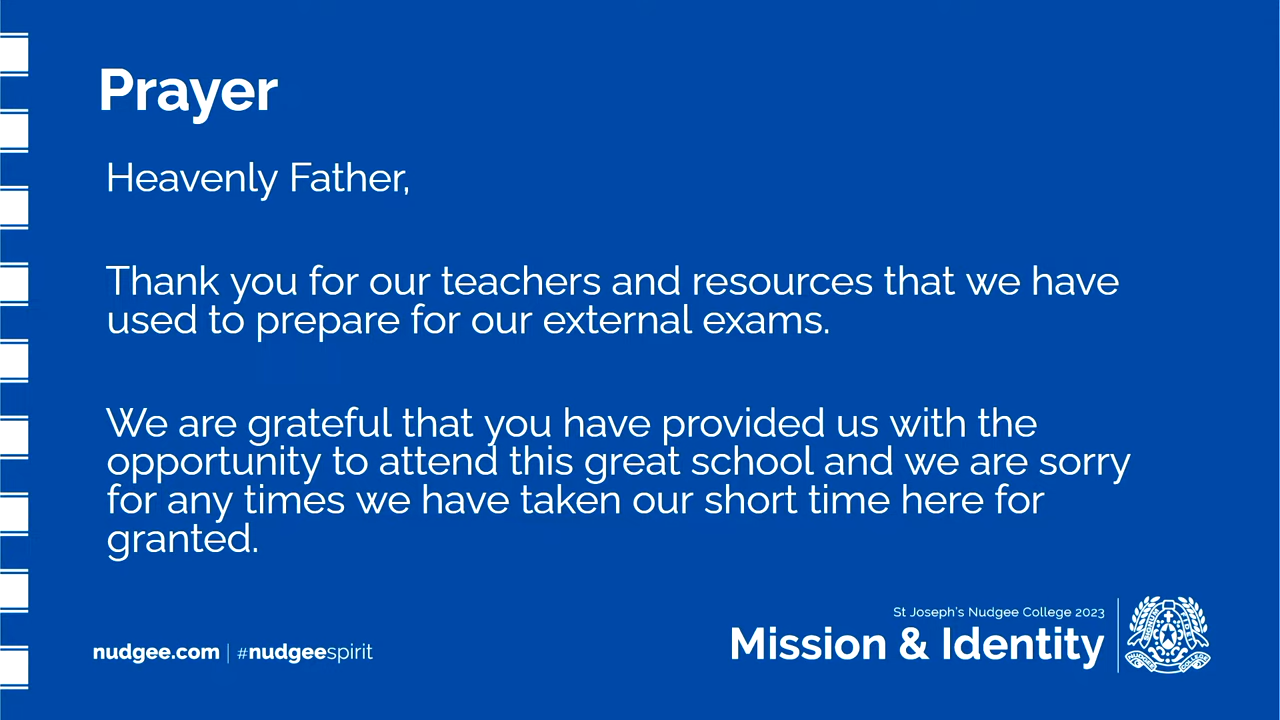 Prayer
Heavenly Father,
Thank you for our teachers and resources that we have
used to prepare for our external exams.
We are grateful that you have provided us with the
opportunity to attend this great school and we are sorry
for any times we have taken our short time here for
granted.
St Joseph's Nudgee College 2023
Mission & Identity
nudgee.com | #nudgeespirit